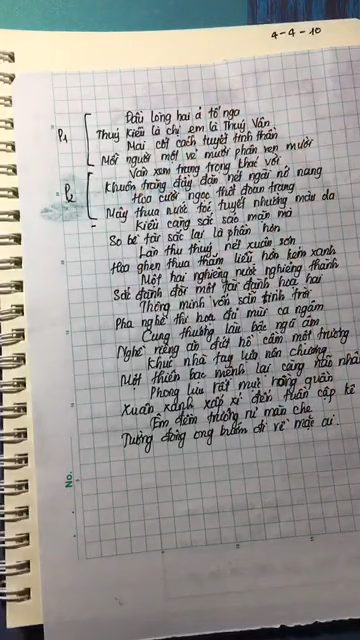 4-4-10
Đầu lòng hai ả tố nga
P1 Thuý Kiều là chị em là Thuý Vân
Mai cốt cách tuyết tinh thần
Mỗi người một vẻ mười phân vẹn mười
Vân xem trang trọng khác vời
P2 Khuôn trăng đầy đặn nét ngài nở nang
Hoa cười ngọc thốt đoan trang
Mây thua nước tóc tuyết nhường màu da
Kiều càng sắc sảo mặn mà
So bề tài sắc lại là phần hơn
Làn thu thuỷ nét xuân sơn
Hoa ghen thua thắm liễu hờn kém xanh
Một hai nghiêng nước nghiêng thành
Sắc đành đòi một tài đành hoạ hai
Thông minh vốn sẵn tính trời
Pha nghề thi hoạ đủ mùi ca ngâm
Cung thương lầu bậc ngũ âm
Nghề riêng ăn đứt hồ cầm một trương
Khúc nhà tay lựa nên chương
Một thiên bạc mệnh lại càng não nhân
Phong lưu rất mực hồng quần
Xuân xanh xấp xỉ đến tuần cập kê
Êm đềm trướng rủ màn che
Tường đông ong bướm đi về mặc ai.
No.